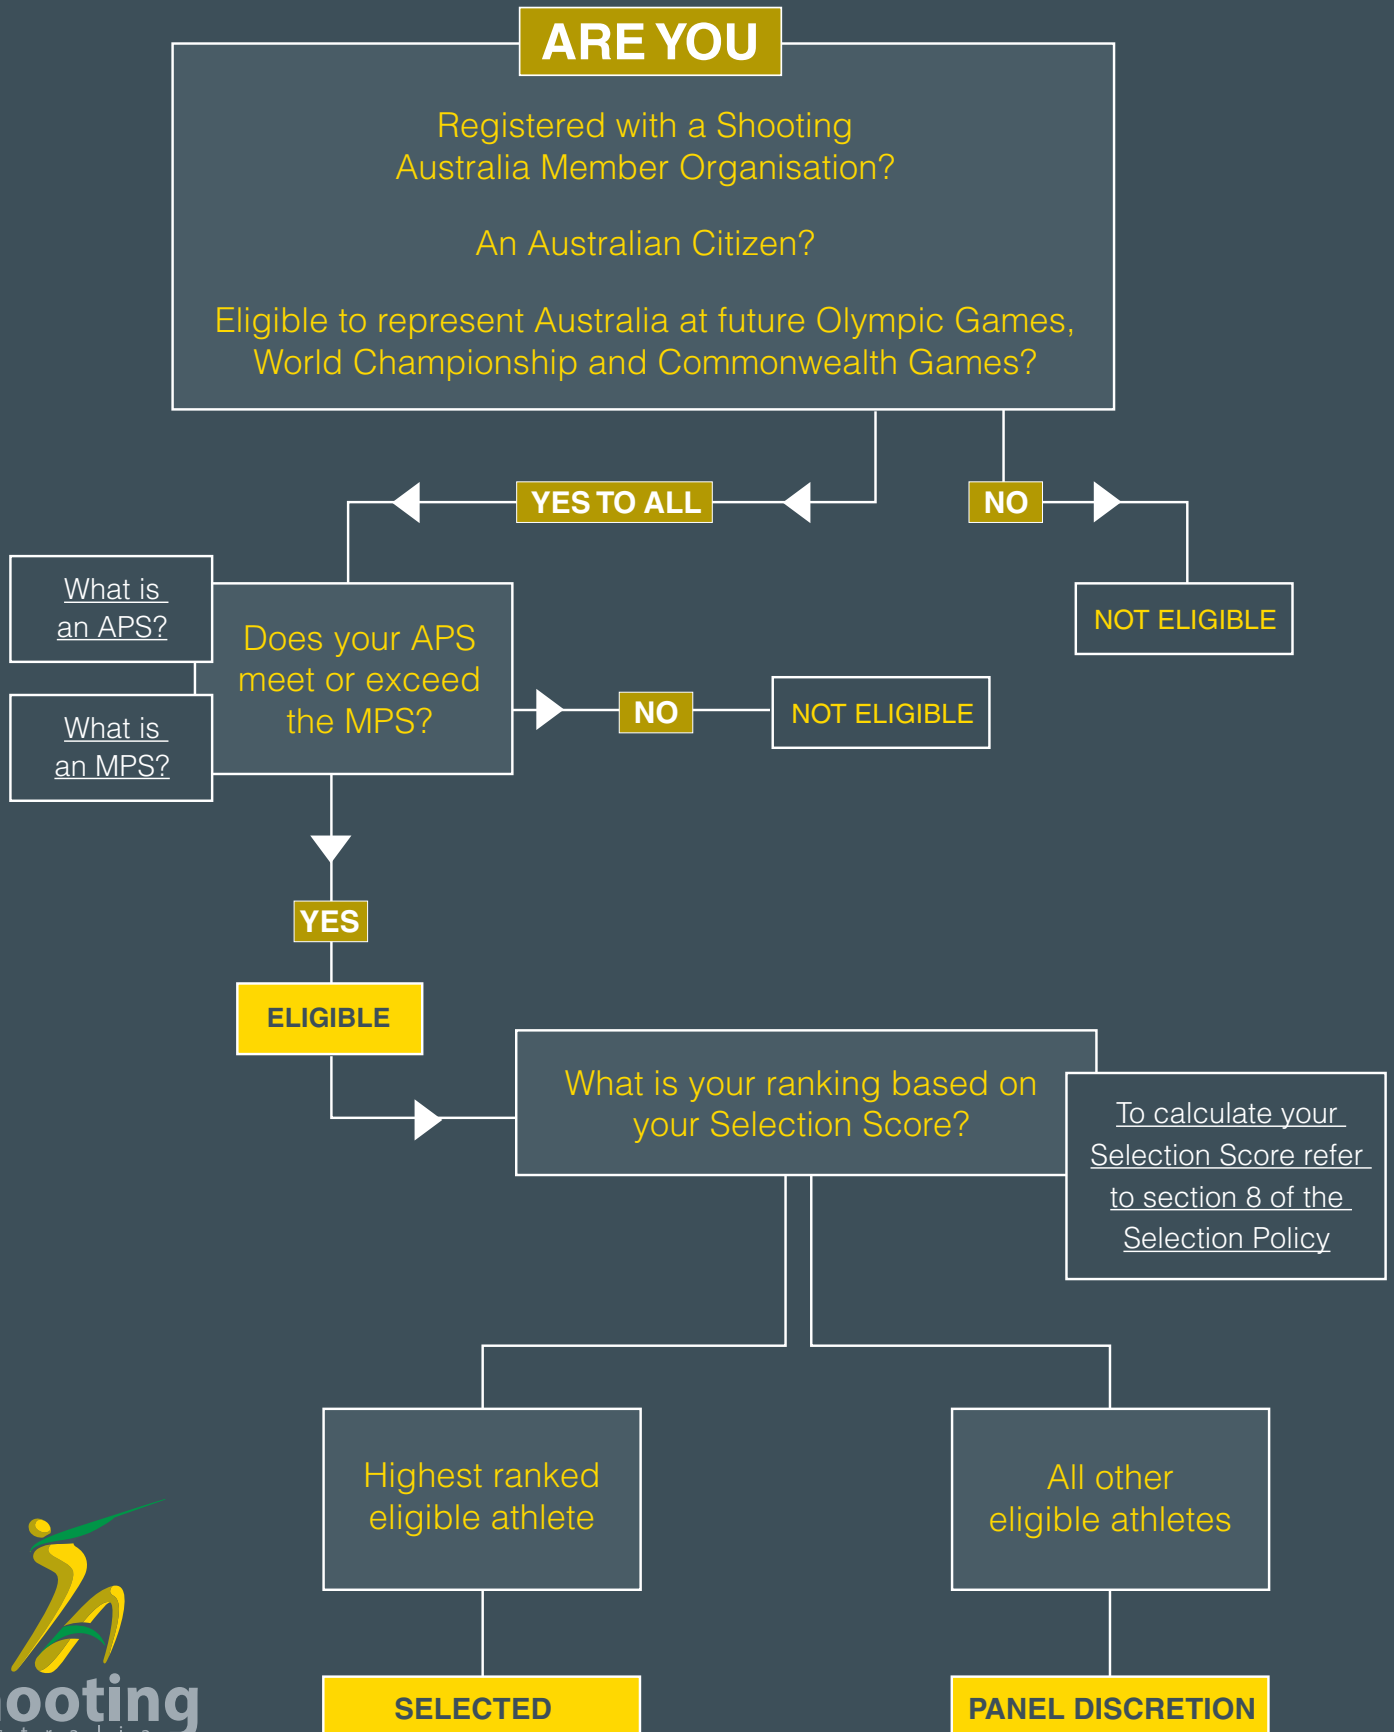 ARE YOU
Registered with a Shooting
Australia Member Organisation?
An Australian Citizen?
Eligible to represent Australia at future Olympic Games,
World Championship and Commonwealth Games?
YES TO ALL
NO
What is
an APS?
NOT ELIGIBLE
Does your APS
meet or exceed
the MPS?
NO
NOT ELIGIBLE
What is
an MPS?
YES
ELIGIBLE
What is your ranking based on
your Selection Score?
To calculate your
Selection Score refer
to section 8 of the
Selection Policy
Highest ranked
eligible athlete
All other
eligible athletes
SELECTED
PANEL DISCRETION
ooting